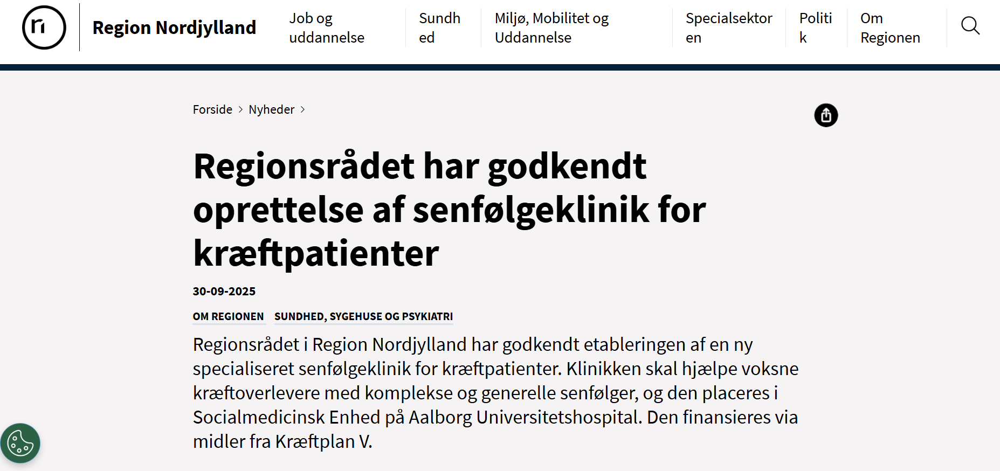 Region Nordjylland
Job og
uddannelse
Sundh
ed
Miljø, Mobilitet og
Uddannelse
Specialsektor
en
Politi
k
Om
Regionen
Forside > Nyheder >
Regionsrådet har godkendt
oprettelse af senfølgeklinik for
kræftpatienter
30-09-2025
OM REGIONEN SUNDHED, SYGEHUSE OG PSYKIATRI
Regionsrådet i Region Nordjylland har godkendt etableringen af en ny
specialiseret senfølgeklinik for kræftpatienter. Klinikken skal hjælpe voksne
kræftoverlevere med komplekse og generelle senfølger, og den placeres i
Socialmedicinsk Enhed på Aalborg Universitetshospital. Den finansieres via
midler fra Kræftplan V.